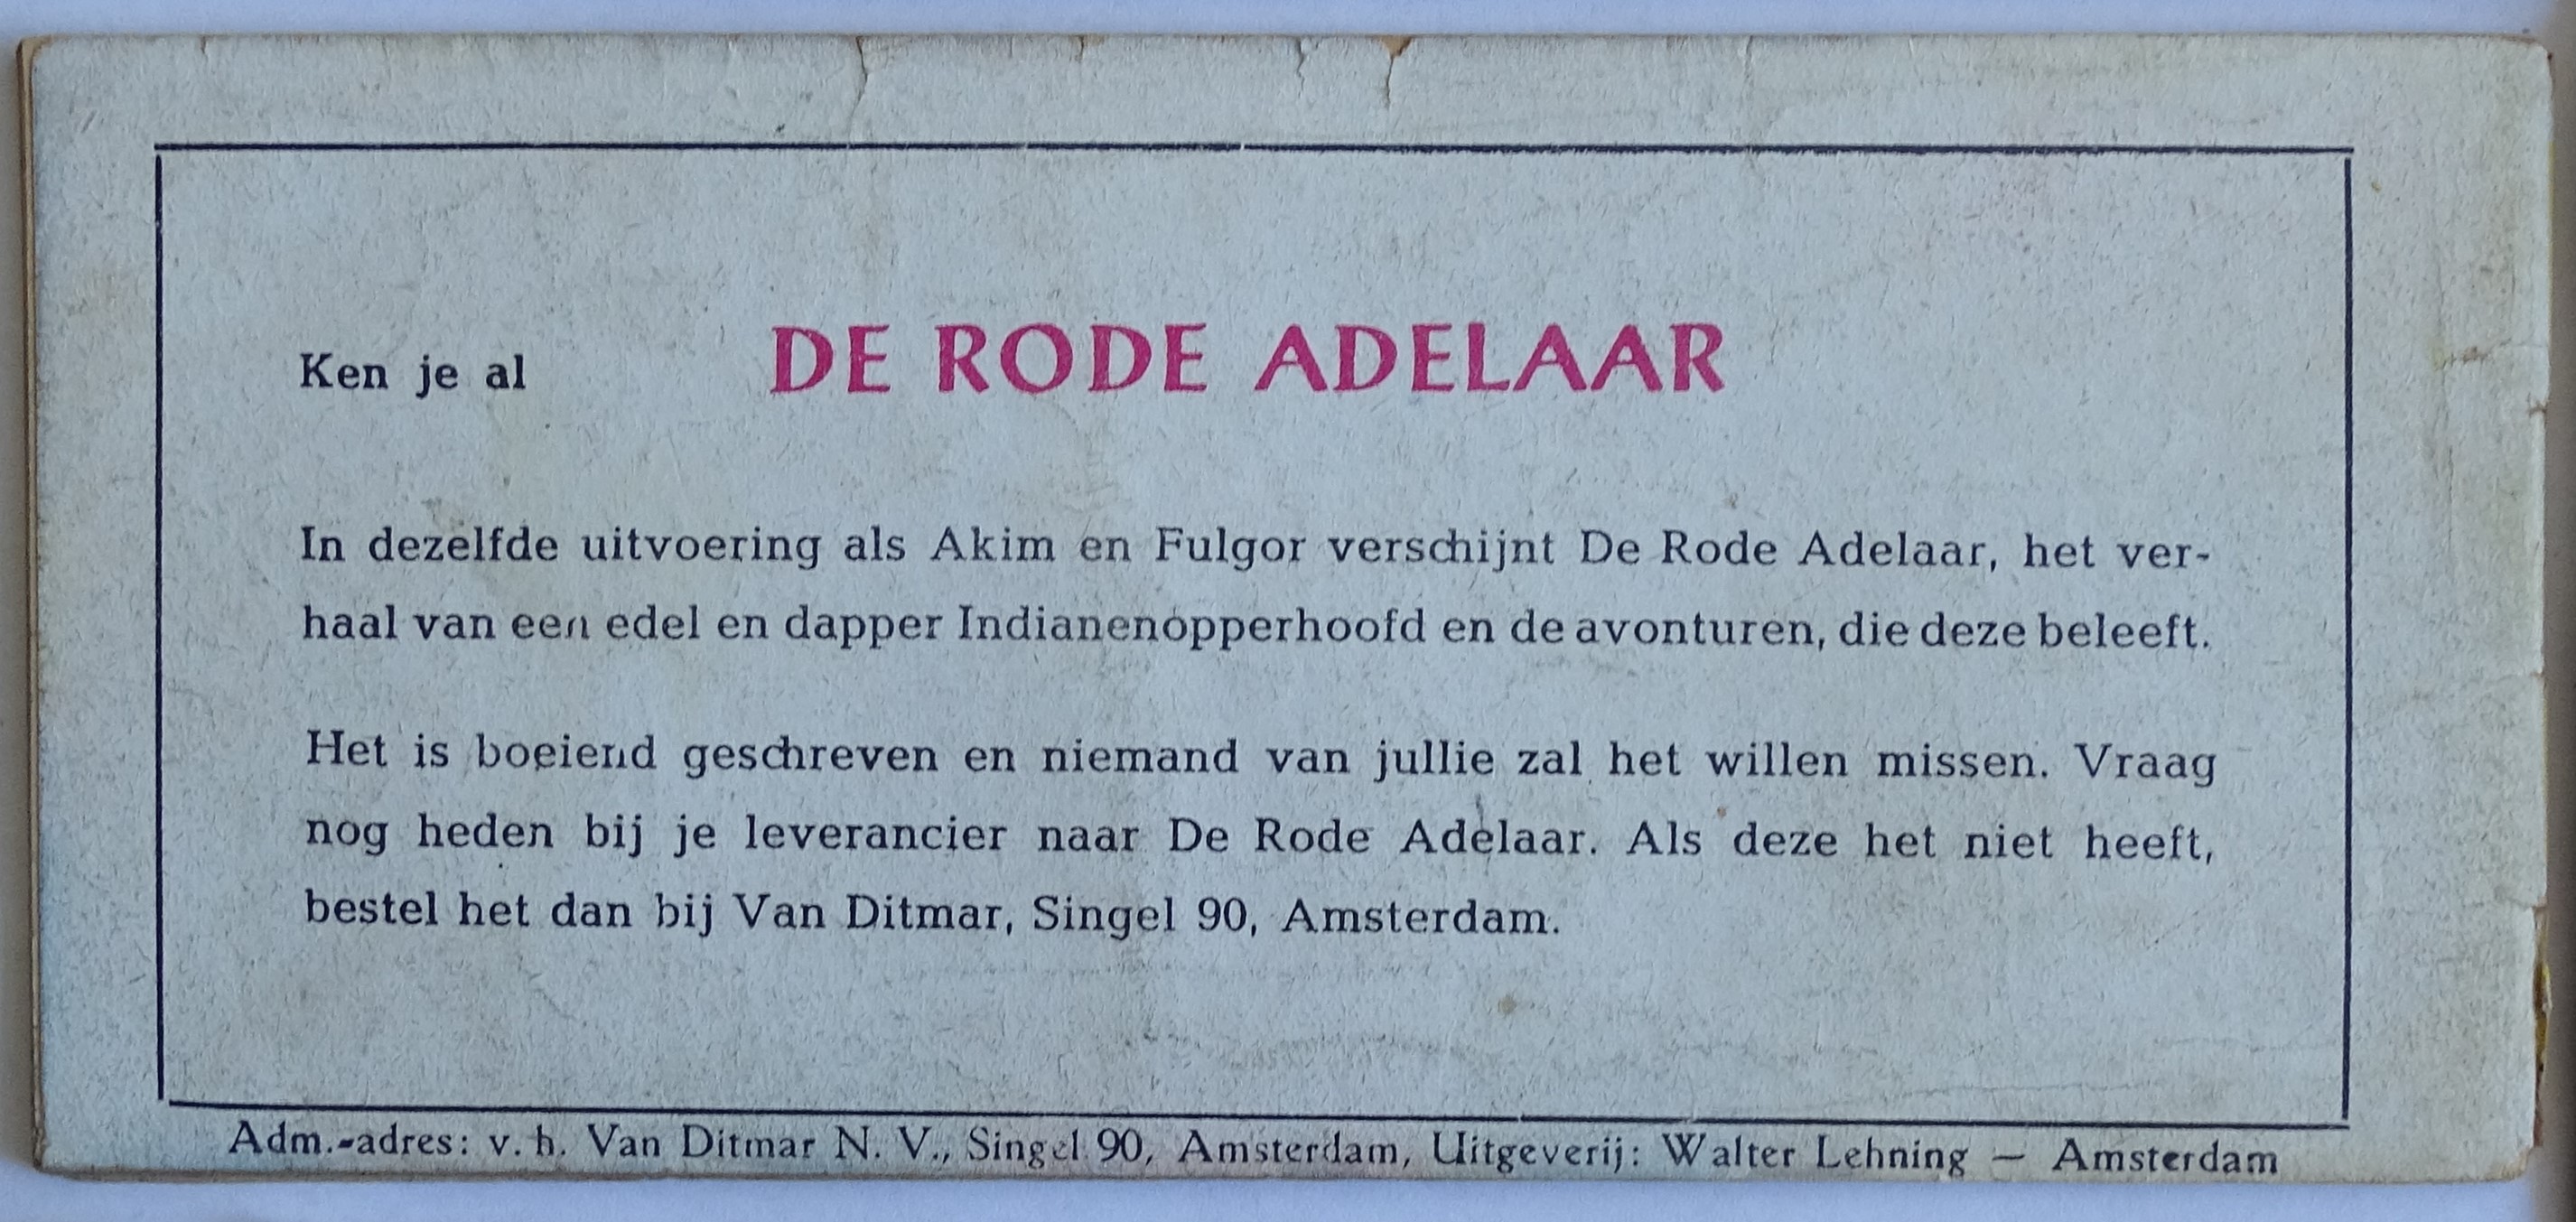 Ken je al DE RODE ADELAAR
In dezelfde uitvoering als Akim en Fulgor verschijnt De Rode Adelaar, het ver-
haal van een edel en dapper Indianenopperhoofd en de avonturen, die deze beleeft.
Het is boeiend geschreven en niemand van jullie zal het willen missen. Vraag
nog heden bij je leverancier naar De Rode Adelaar. Als deze het niet heeft,
bestel het dan bij Van Ditmar, Singel 90, Amsterdam.
Adm.-adres: v. h. Van Ditmar N. V., Singel 90, Amsterdam, Uitgeverij: Walter Lehning — Amsterdam